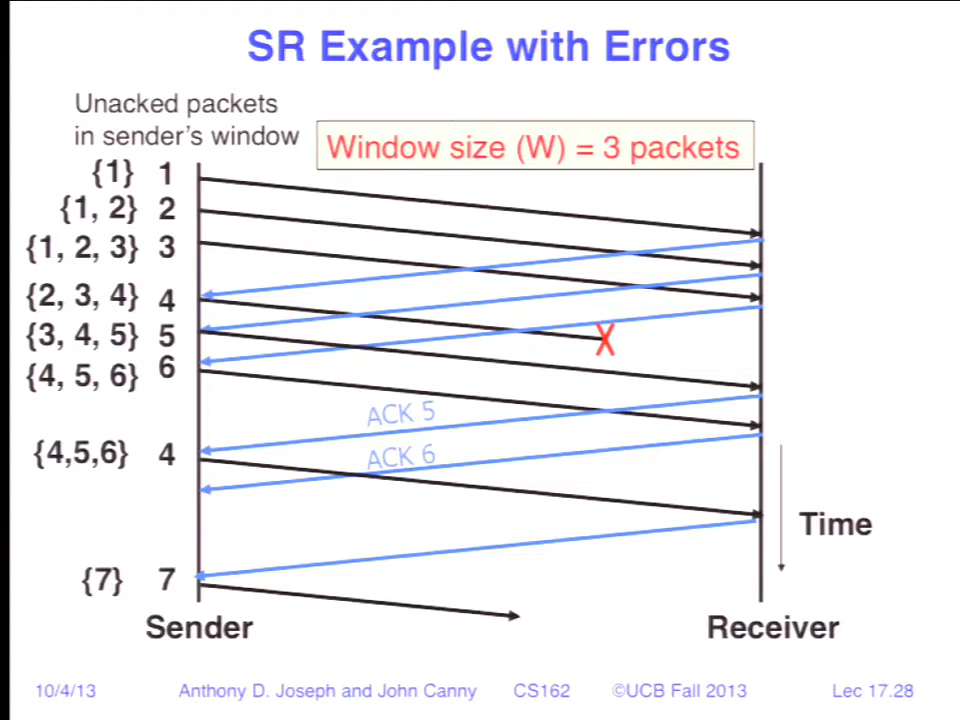 SR Example with Errors
Unacked packets
in sender's window
Window size (W) = 3 packets
{1} 1
{1, 2} 2
{1, 2, 3} 3
{2, 3, 4} 4
{3, 4, 5} 5
{4, 5, 6} 6
X
ACK 5
{4,5,6} 4
ACK 6
Time
{7} 7
Sender
Receiver
10/4/13 Anthony D. Joseph and John Canny CS162 ©UCB Fall 2013 Lec 17.28